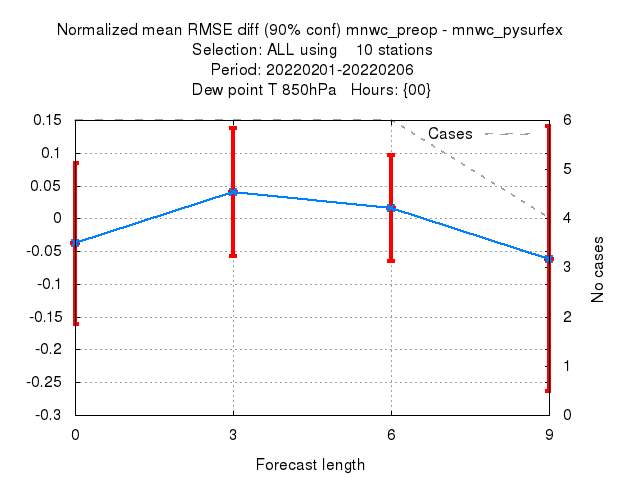 Normalized mean RMSE diff (90% conf) mnwc_preop - mnwc_pysurfex
Selection: ALL using    10 stations
Period: 20220201-20220206
Dew point T 850hPa   Hours: {00}
Cases
0.15
0.1
0.05
0
-0.05
-0.1
-0.15
-0.2
-0.25
-0.3
6
5
4
3
2
1
0
No cases
0 3 6 9
Forecast length